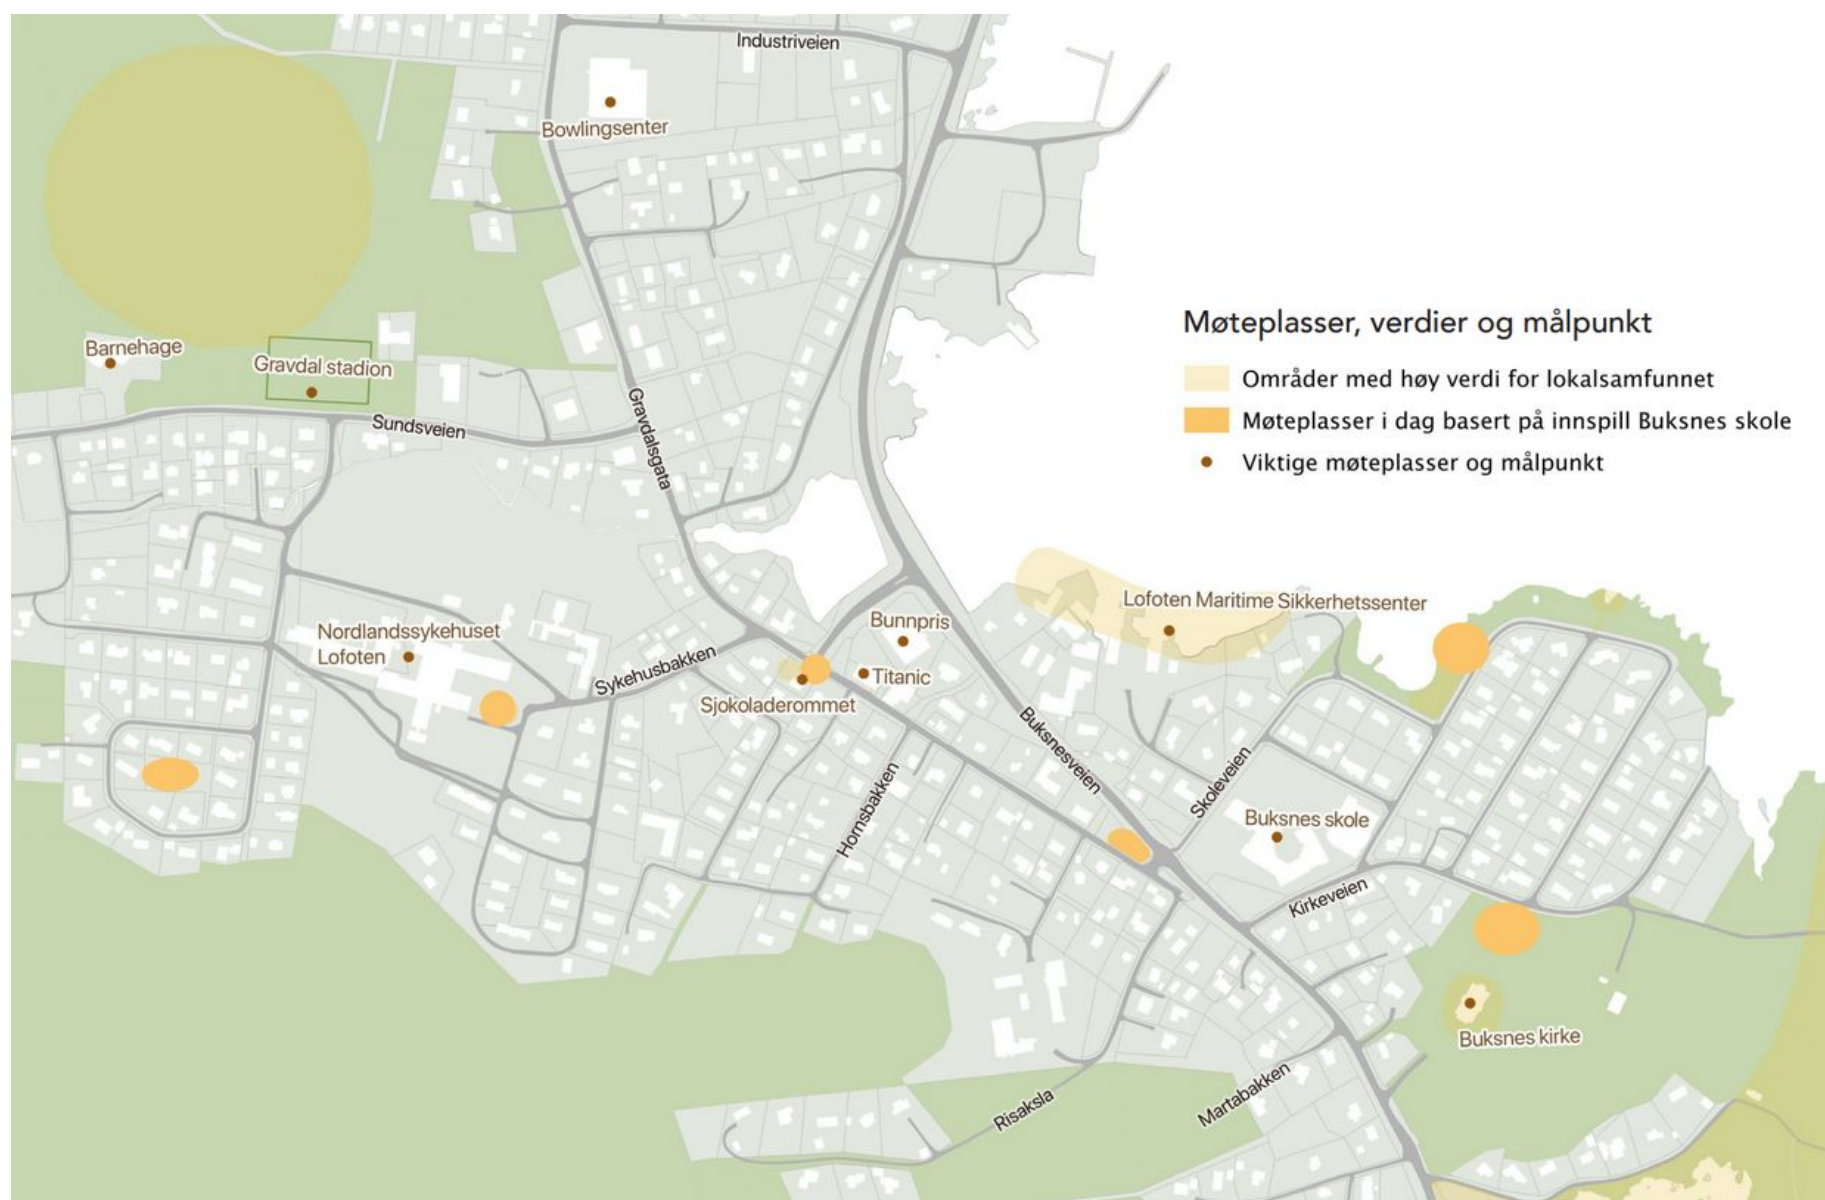 Industriveien
Bowlingsenter
Møteplasser, verdier og målpunkt
Områder med høy verdi for lokalsamfunnet
Møteplasser i dag basert på innspill Buksnes skole
Viktige møteplasser og målpunkt
Barnehage
Gravdal stadion
Sundsveien
Gravdalsgata
Lofoten Maritime Sikkerhetssenter
Bunnpris
Nordlandssykehuset
Lofoten
Sykehusbakken
Titanic
Sjokoladerommet
Buksnesveien
Skoleveien
Hornsbakken
Buksnes skole
Kirkeveien
Buksnes kirke
Risaksla
Martabakken